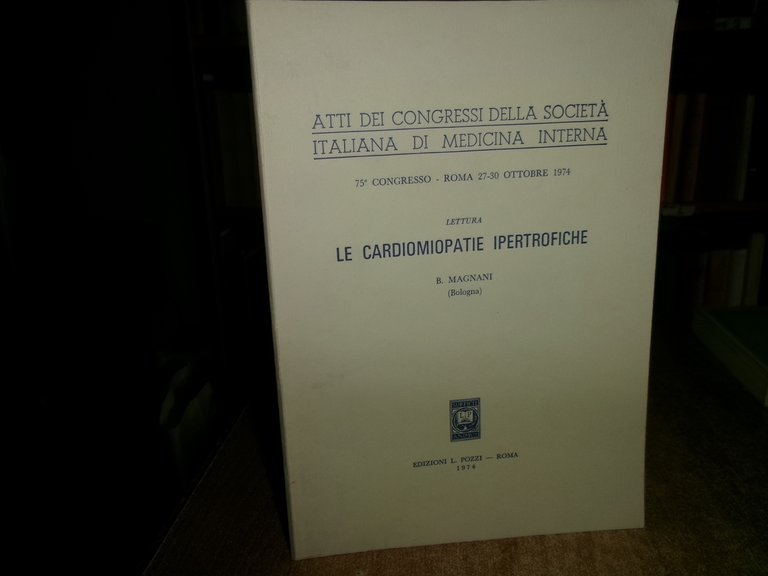 ATTI DEI CONGRESSI DELLA SOCIETÀ
ITALIANA DI MEDICINA INTERNA
75º CONGRESSO - ROMA 27-30 OTTOBRE 1974
LETTURA
LE CARDIOMIOPATIE IPERTROFICHE
B. MAGNANI
(Bologna)
EDIZIONI L. POZZI — ROMA
1974